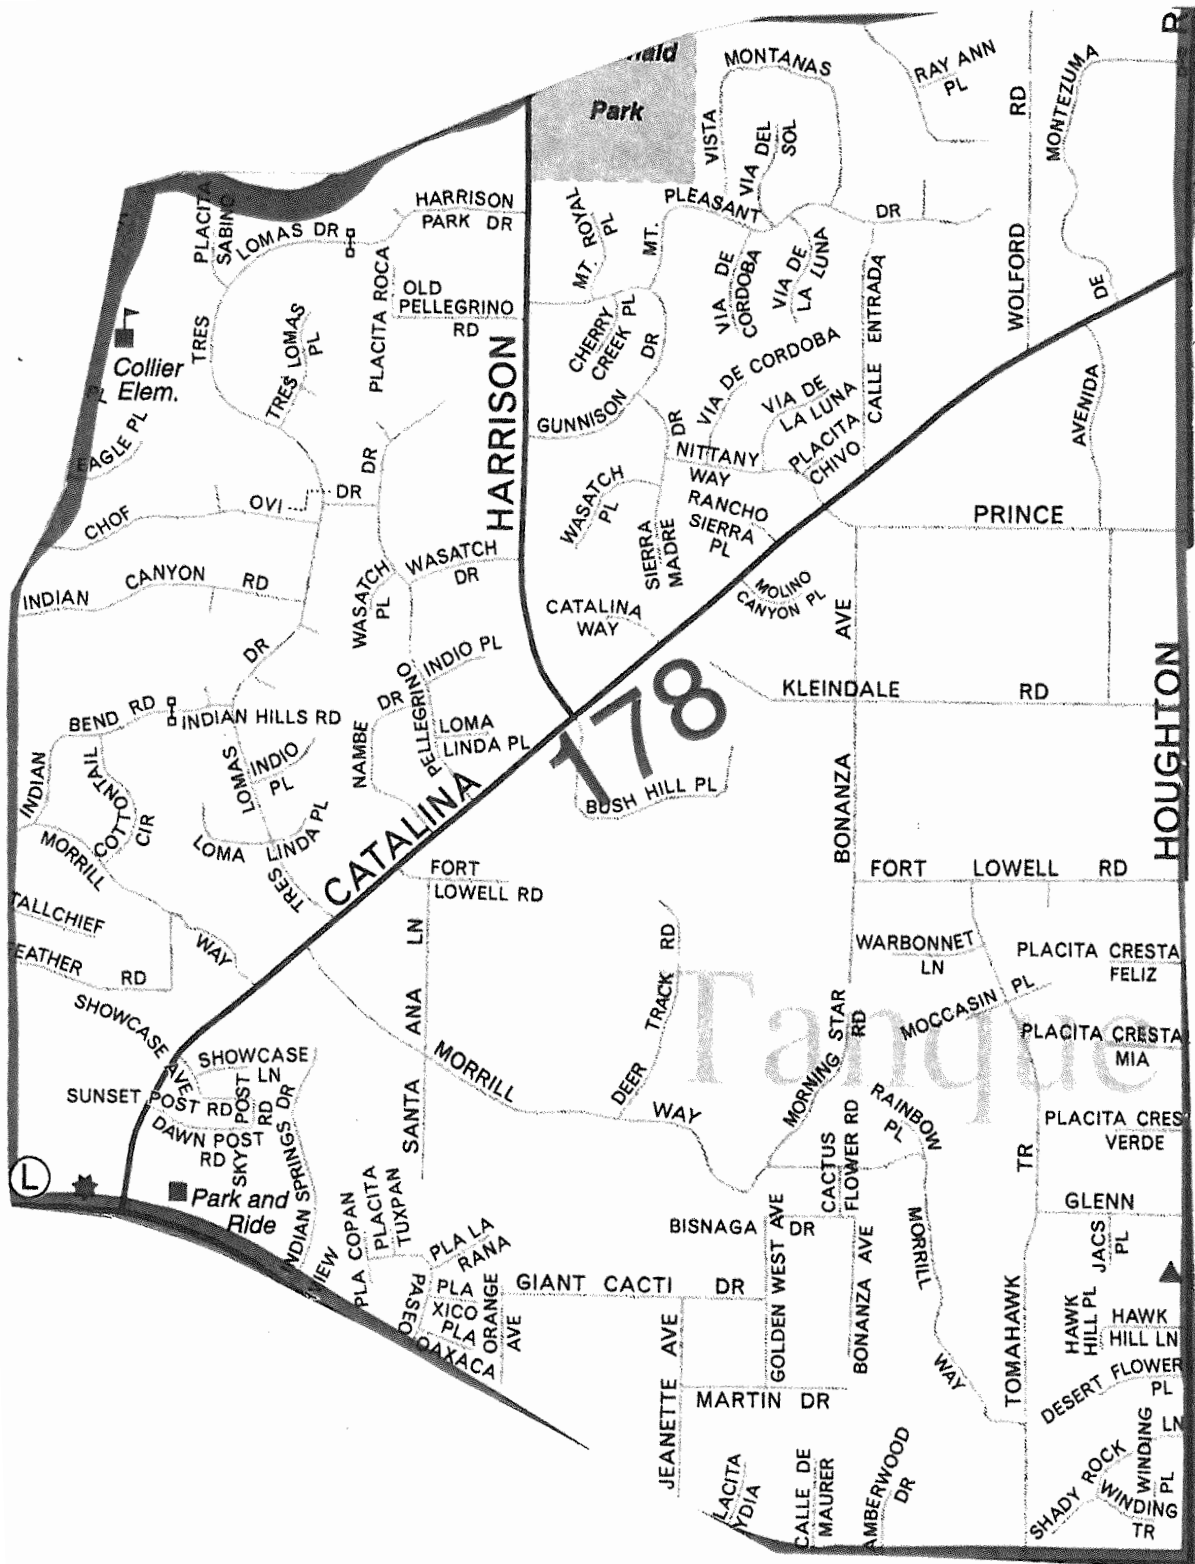 R
nald
Park
MONTANAS
VISTA
VIA DEL
SOL
RAY ANN
PL
RD
MONTEZUMA
PLACITA
SABINO
LOMAS DR
HARRISON
PARK DR
MT. ROYAL
PL
MT.
PLEASANT
DR
VIA DE
CORDOBA
VIA DE
LA LUNA
CALLE ENTRADA
WOLFORD
DE
Collier
Elem.
TRES
TRES LOMAS
PL
PLACITA ROCA
OLD
PELLEGRINO
RD
HARRISON
CHERRY
CREEK PL
DR
GUNNISON
DR
VIA DE CORDOBA
VIA DE
LA LUNA
PLACITA
CHIVO
NITTANY
WAY
AVENIDA
EAGLE PL
CHOF
OVI
DR
DR
WASATCH
PL
SIERRA
MADRE
RANCHO
SIERRA
PL
PRINCE
INDIAN
CANYON
RD
WASATCH
PL
WASATCH
DR
CATALINA
WAY
MOLINO
CANYON PL
AVE
DR
INDIO PL
PELLEGRINO
DR
NAMBE
LOMA
LINDA PL
178
KLEINDALE
RD
HOUGHTON
INDIAN
BEND RD
INDIAN HILLS RD
COTTONTAIL
CIR
LOMAS
INDIO
PL
BUSH HILL PL
BONANZA
MORRILL
LOMA
LINDA PL
TRES
CATALINA
FORT
LOWELL RD
FORT LOWELL RD
TALLCHIEF
EATHER
RD
WAY
LN
ANA
SANTA
DEER TRACK RD
WARBONNET
LN
PLACITA CRESTA
FELIZ
MOCCASIN PL
Tanque
PLACITA CRESTA
MIA
MORNING STAR
RD
SHOWCASE
AVE
SHOWCASE
LN
SUNSET POST RD
DAWN POST
RD
SKY
POST
RD
INDIAN SPRINGS DR
MORRILL
WAY
RAINBOW
PL
CACTUS
FLOWER RD
PLACITA CRES
VERDE
TR
L
Park and
Ride
VIEW
PLA COPAN
PLACITA
TUXPAN
PLA LA
RANA
PASEO
PLA
XICO
PLA
OAXACA
ORANGE
AVE
GIANT CACTI DR
BISNAGA
DR
GOLDEN WEST AVE
BONANZA AVE
MORRILL
WAY
GLENN
JACS
PL
HAWK
HILL PL
HAWK
HILL LN
TOMAHAWK
DESERT FLOWER
PL
JEANETTE AVE
MARTIN DR
LACITA
YDIA
CALLE DE
MAURER
AMBERWOOD
DR
SHADY ROCK
WINDING
LN
WINDING
TR
PL